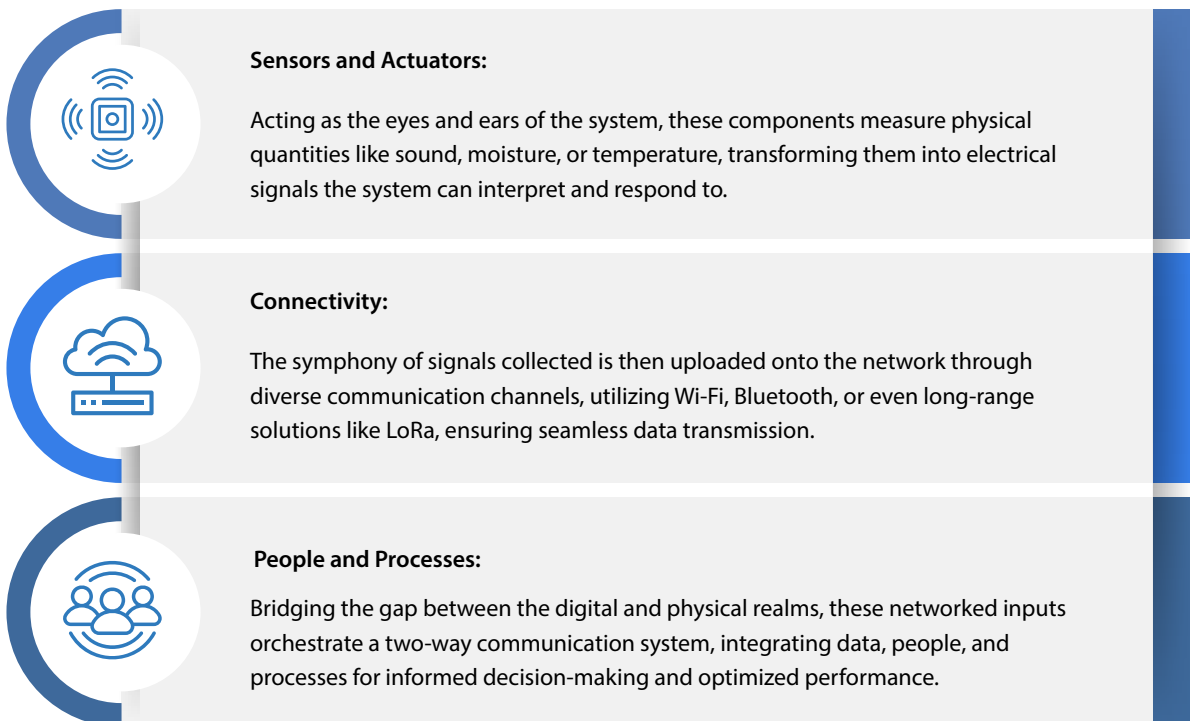 Sensors and Actuators:
Acting as the eyes and ears of the system, these components measure physical
quantities like sound, moisture, or temperature, transforming them into electrical
signals the system can interpret and respond to.
Connectivity:
The symphony of signals collected is then uploaded onto the network through
diverse communication channels, utilizing Wi-Fi, Bluetooth, or even long-range
solutions like LoRa, ensuring seamless data transmission.
People and Processes:
Bridging the gap between the digital and physical realms, these networked inputs
orchestrate a two-way communication system, integrating data, people, and
processes for informed decision-making and optimized performance.